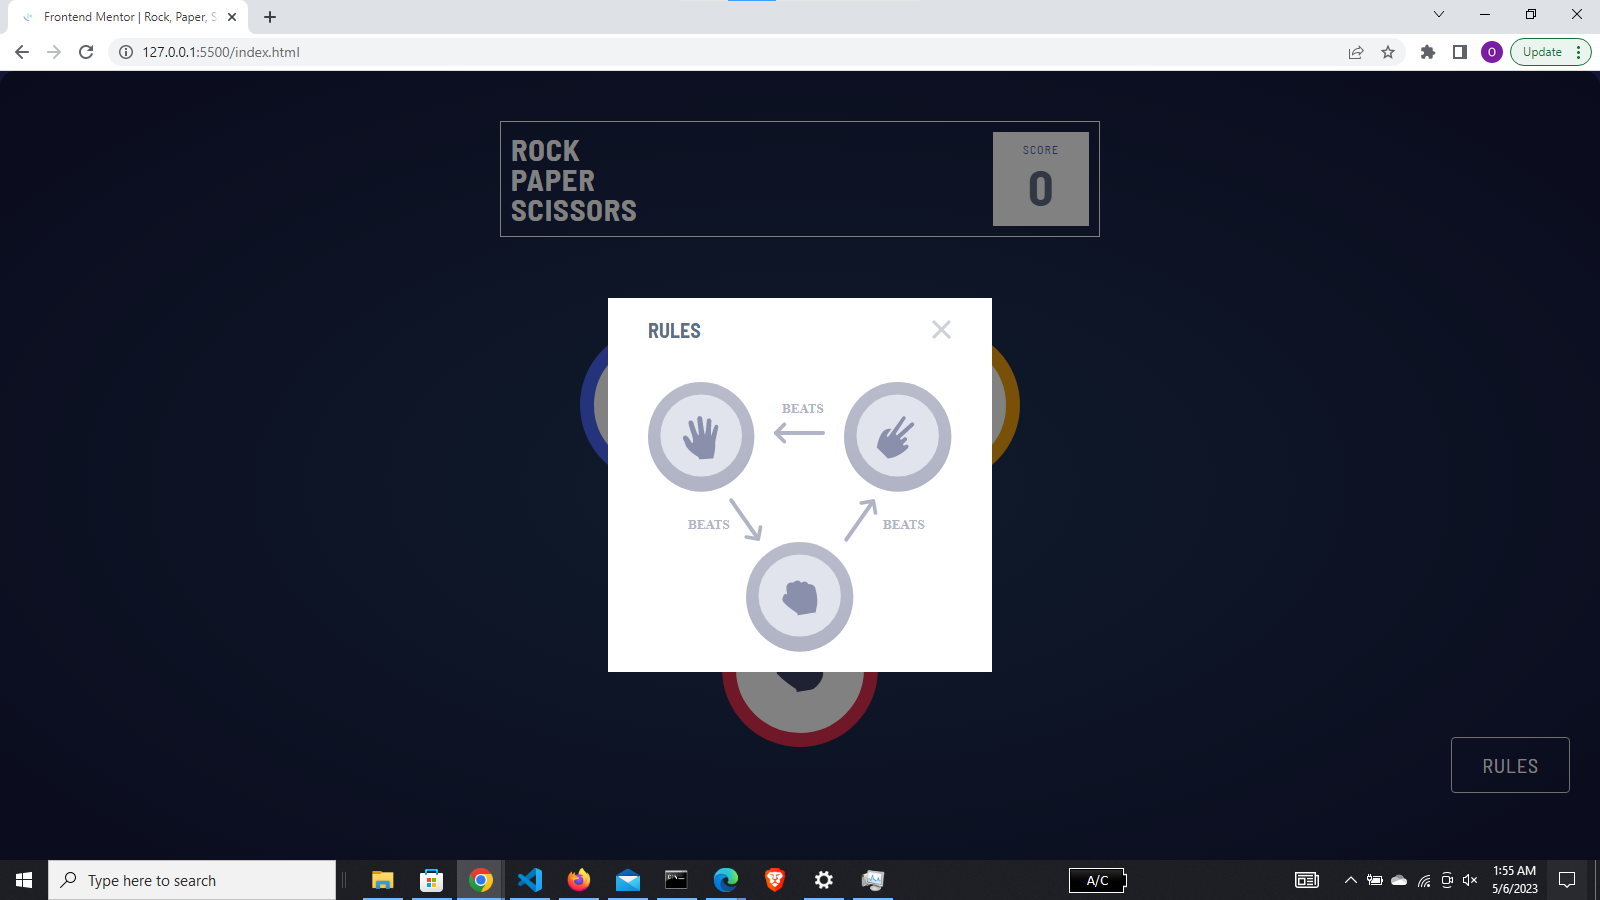 Frontend Mentor | Rock, Paper, S
127.0.0.1:5500/index.html
O
Update
ROCK
PAPER
SCISSORS
SCORE
0
RULES
BEATS
BEATS
BEATS
RULES
Type here to search
A/C
1:55 AM
5/6/2023